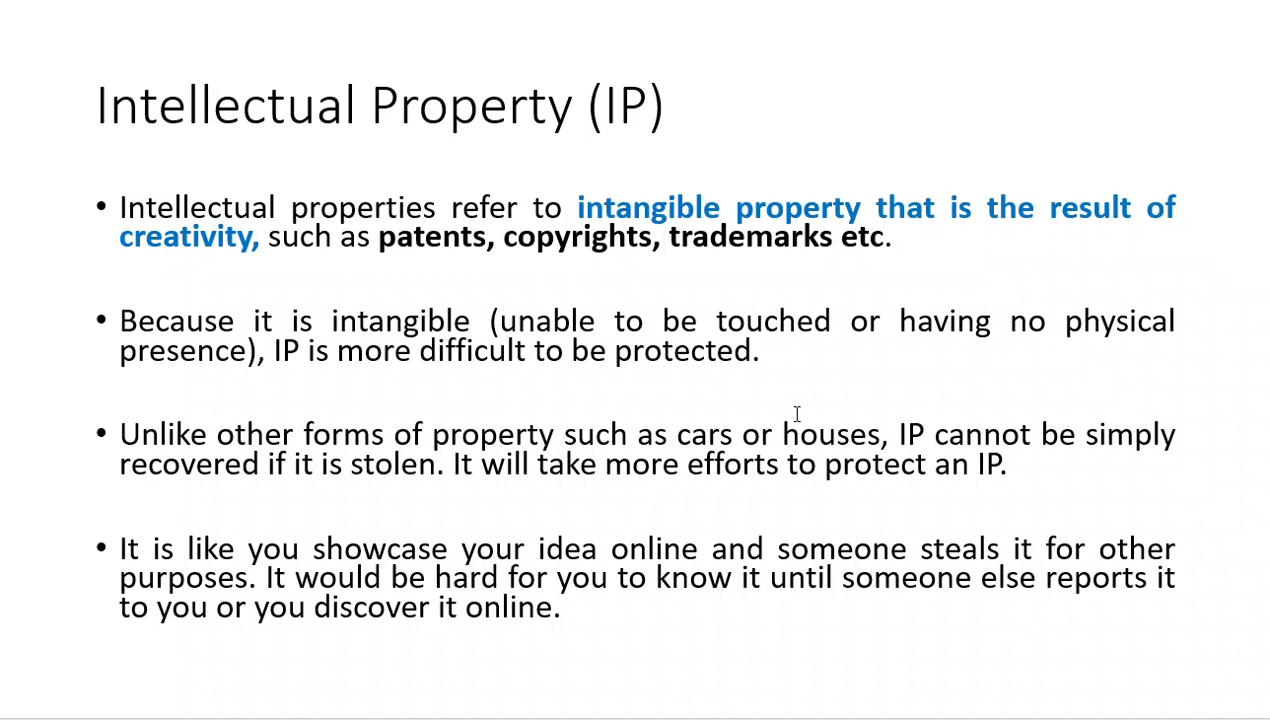 Intellectual Property (IP)
• Intellectual properties refer to intangible property that is the result of
creativity, such as patents, copyrights, trademarks etc.
• Because it is intangible (unable to be touched or having no physical
presence), IP is more difficult to be protected.
• Unlike other forms of property such as cars or houses, IP cannot be simply
recovered if it is stolen. It will take more efforts to protect an IP.
• It is like you showcase your idea online and someone steals it for other
purposes. It would be hard for you to know it until someone else reports it
to you or you discover it online.